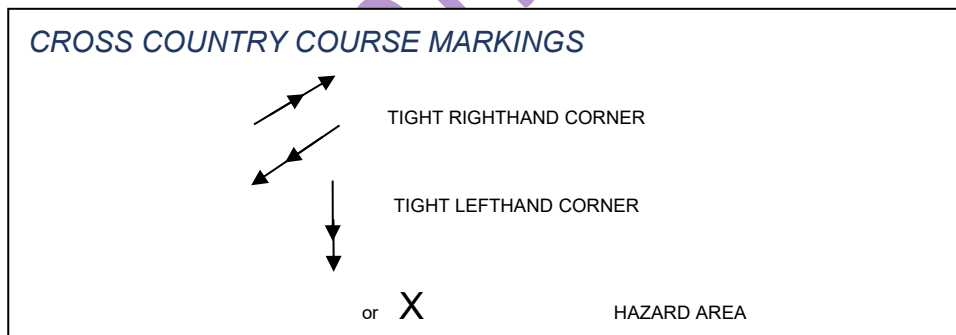 CROSS COUNTRY COURSE MARKINGS
TIGHT RIGHTHAND CORNER
TIGHT LEFTHAND CORNER
or X HAZARD AREA